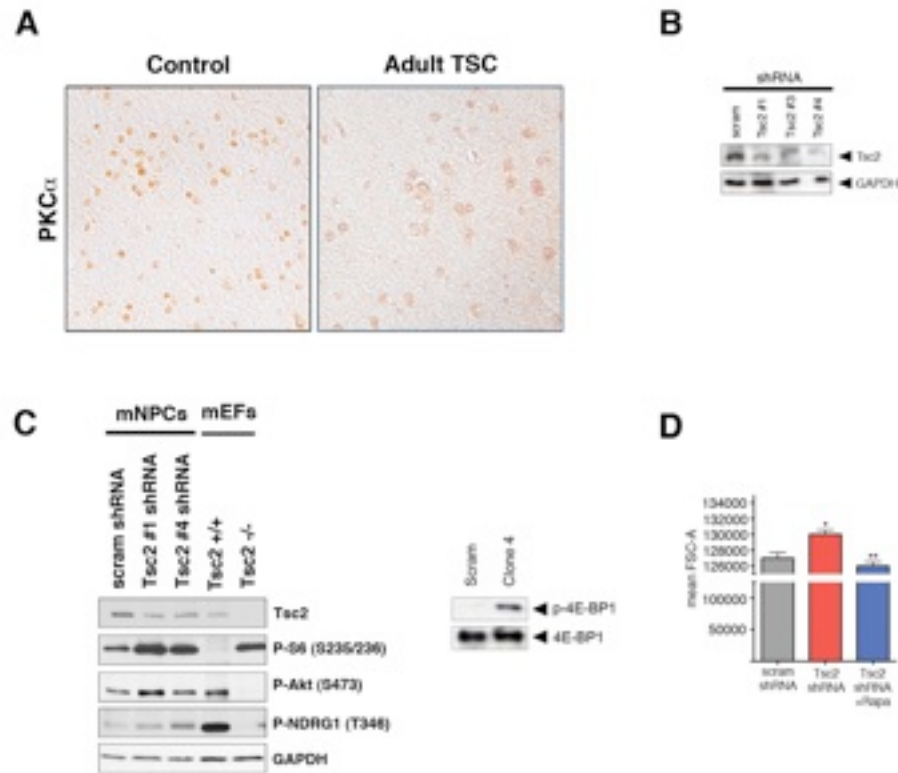 A
Control
Adult TSC
PKCα
B
shRNA
scram
Tsc2 #1
Tsc2 #3
Tsc2 #4
Tsc2
GAPDH
C
mNPCs
mEFs
scram shRNA
Tsc2 #1 shRNA
Tsc2 #4 shRNA
Tsc2 +/+
Tsc2 -/-
Tsc2
P-S6 (S235/236)
P-Akt (S473)
P-NDRG1 (T346)
GAPDH
Scram
Clone 4
p-4E-BP1
4E-BP1
D
mean FSC-A
134000
132000
130000
128000
126000
100000
50000
*
**
scram
shRNA
Tsc2
shRNA
Tsc2
shRNA
+Rapa